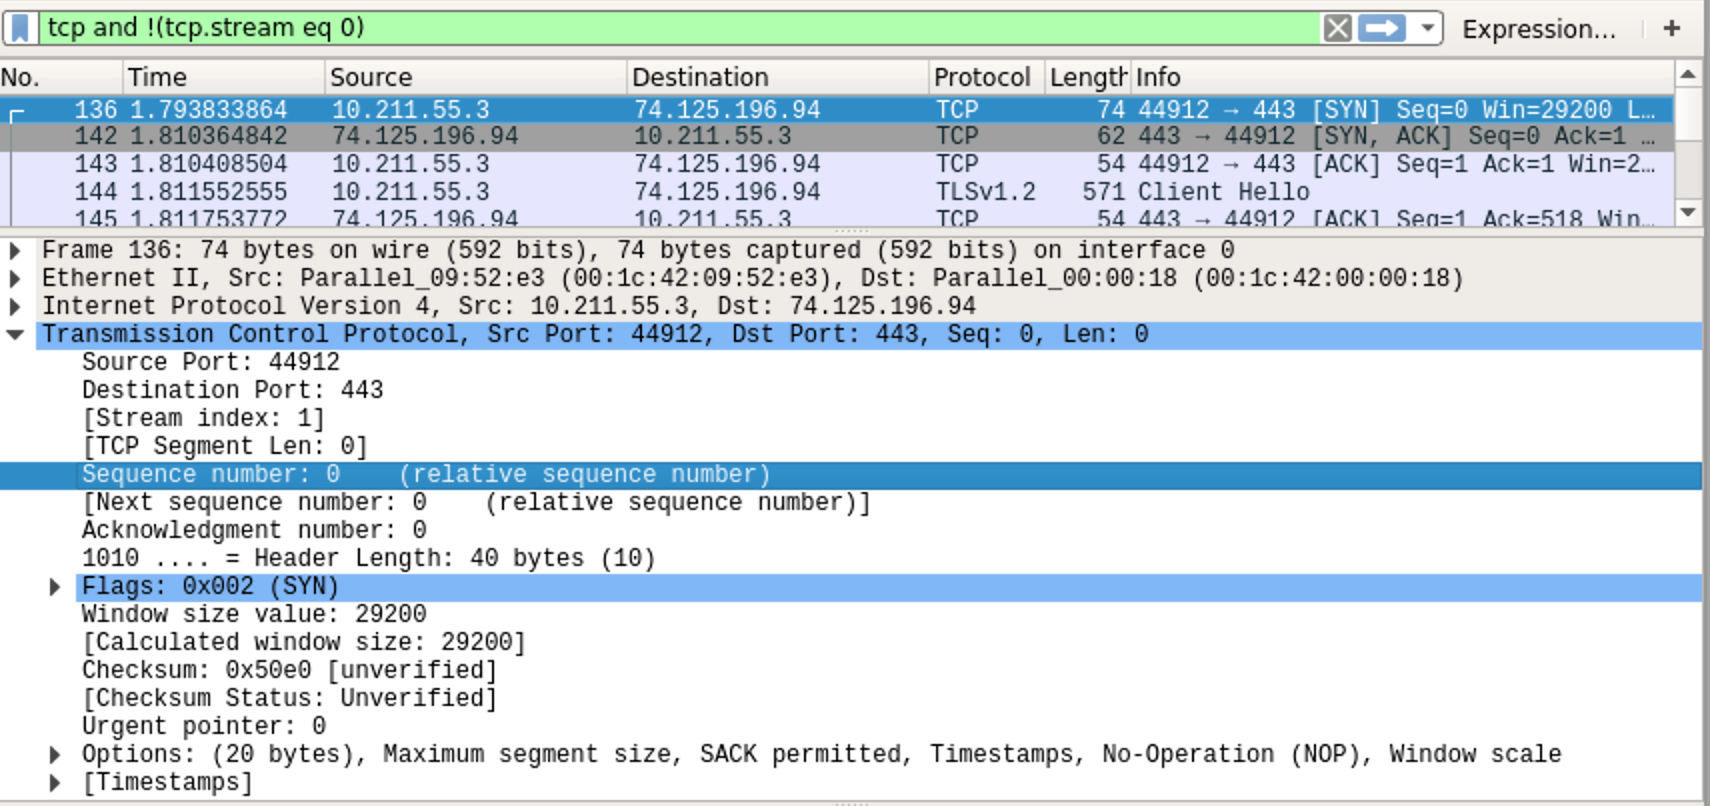 tcp and !(tcp.stream eq 0) Expression... +
No. Time Source Destination Protocol Length Info
136 1.793833864 10.211.55.3 74.125.196.94 TCP 74 44912 → 443 [SYN] Seq=0 Win=29200 L…
142 1.810364842 74.125.196.94 10.211.55.3 TCP 62 443 → 44912 [SYN, ACK] Seq=0 Ack=1 …
143 1.810408504 10.211.55.3 74.125.196.94 TCP 54 44912 → 443 [ACK] Seq=1 Ack=1 Win=2…
144 1.811552555 10.211.55.3 74.125.196.94 TLSv1.2 571 Client Hello
145 1.811753772 74.125.196.94 10.211.55.3 TCP 54 443 → 44912 [ACK] Seq=1 Ack=518 Win…
Frame 136: 74 bytes on wire (592 bits), 74 bytes captured (592 bits) on interface 0
Ethernet II, Src: Parallel_09:52:e3 (00:1c:42:09:52:e3), Dst: Parallel_00:00:18 (00:1c:42:00:00:18)
Internet Protocol Version 4, Src: 10.211.55.3, Dst: 74.125.196.94
Transmission Control Protocol, Src Port: 44912, Dst Port: 443, Seq: 0, Len: 0
Source Port: 44912
Destination Port: 443
[Stream index: 1]
[TCP Segment Len: 0]
Sequence number: 0 (relative sequence number)
[Next sequence number: 0 (relative sequence number)]
Acknowledgment number: 0
1010 .... = Header Length: 40 bytes (10)
Flags: 0x002 (SYN)
Window size value: 29200
[Calculated window size: 29200]
Checksum: 0x50e0 [unverified]
[Checksum Status: Unverified]
Urgent pointer: 0
Options: (20 bytes), Maximum segment size, SACK permitted, Timestamps, No-Operation (NOP), Window scale
[Timestamps]